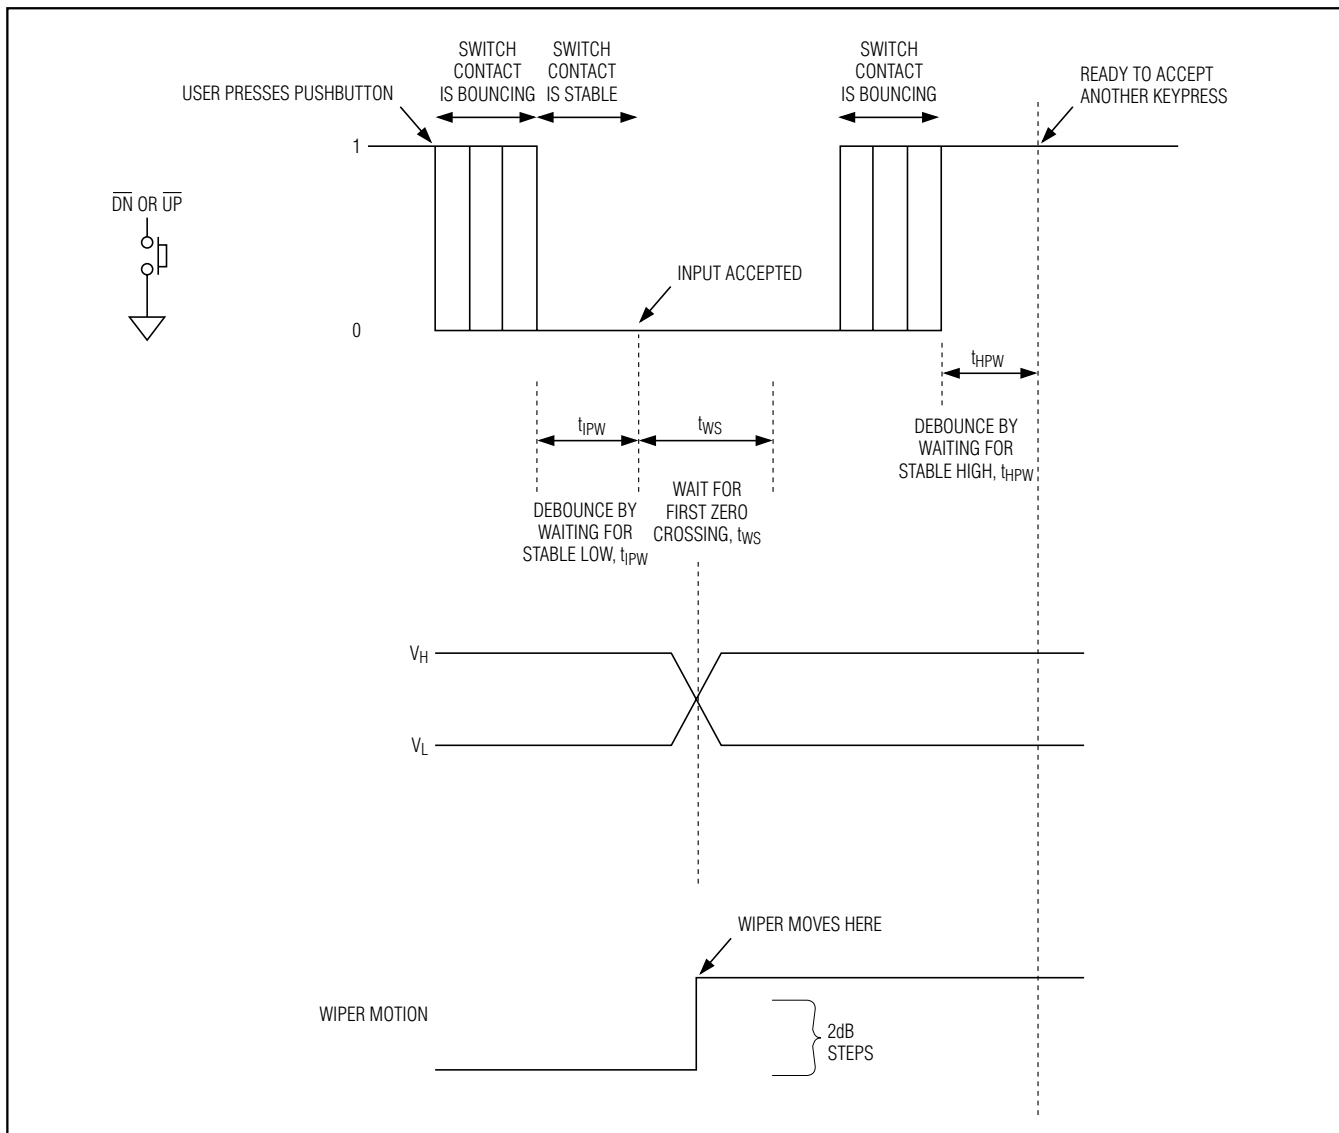 SWITCH
CONTACT
IS BOUNCING
SWITCH
CONTACT
IS STABLE
SWITCH
CONTACT
IS BOUNCING
READY TO ACCEPT
ANOTHER KEYPRESS
USER PRESSES PUSHBUTTON
1
D̅N̅ OR U̅P̅
INPUT ACCEPTED
0
tHPW
DEBOUNCE BY
WAITING FOR
STABLE HIGH, tHPW
tIPW
tWS
WAIT FOR
FIRST ZERO
CROSSING, tWS
DEBOUNCE BY
WAITING FOR
STABLE LOW, tIPW
VH
VL
WIPER MOVES HERE
WIPER MOTION
2dB
STEPS